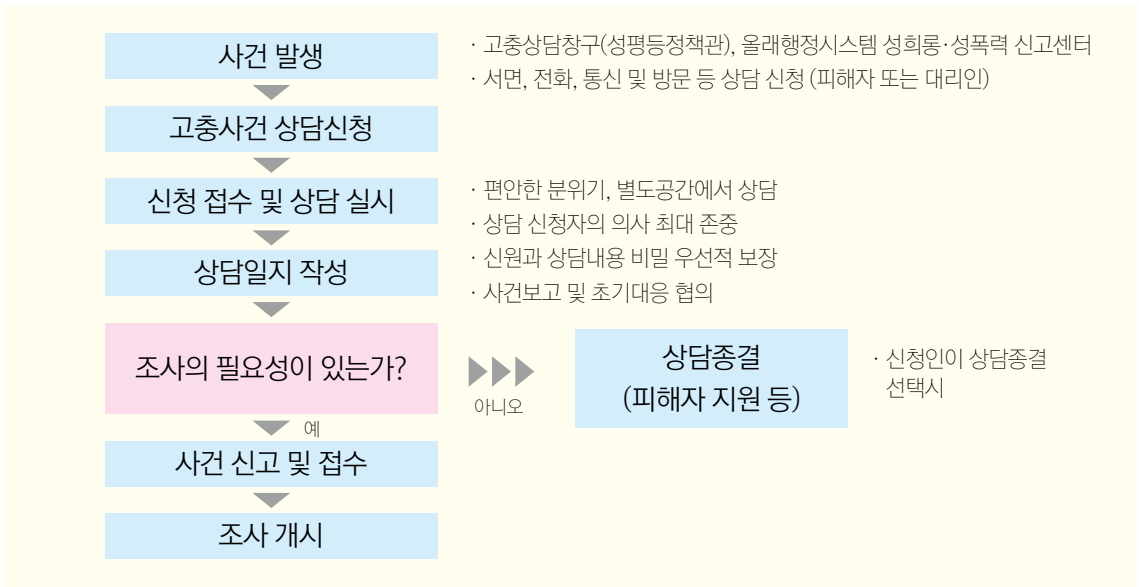 사건 발생
· 고충상담창구(성평등정책관), 올래행정시스템 성희롱·성폭력 신고센터
· 서면, 전화, 통신 및 방문 등 상담 신청 (피해자 또는 대리인)
고충사건 상담신청
신청 접수 및 상담 실시
· 편안한 분위기, 별도공간에서 상담
· 상담 신청자의 의사 최대 존중
상담일지 작성
· 신원과 상담내용 비밀 우선적 보장
· 사건보고 및 초기대응 협의
조사의 필요성이 있는가?
아니오
상담종결
(피해자 지원 등)
· 신청인이 상담종결
선택시
예
사건 신고 및 접수
조사 개시